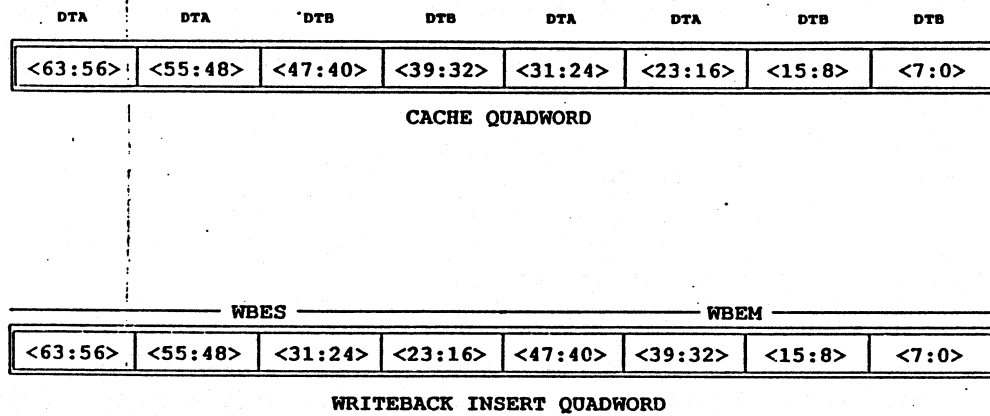 DTA DTA DTB DTB DTA DTA DTB DTB
<63:56> <55:48> <47:40> <39:32> <31:24> <23:16> <15:8> <7:0>
CACHE QUADWORD
WBES WBEM
<63:56> <55:48> <31:24> <23:16> <47:40> <39:32> <15:8> <7:0>
WRITEBACK INSERT QUADWORD